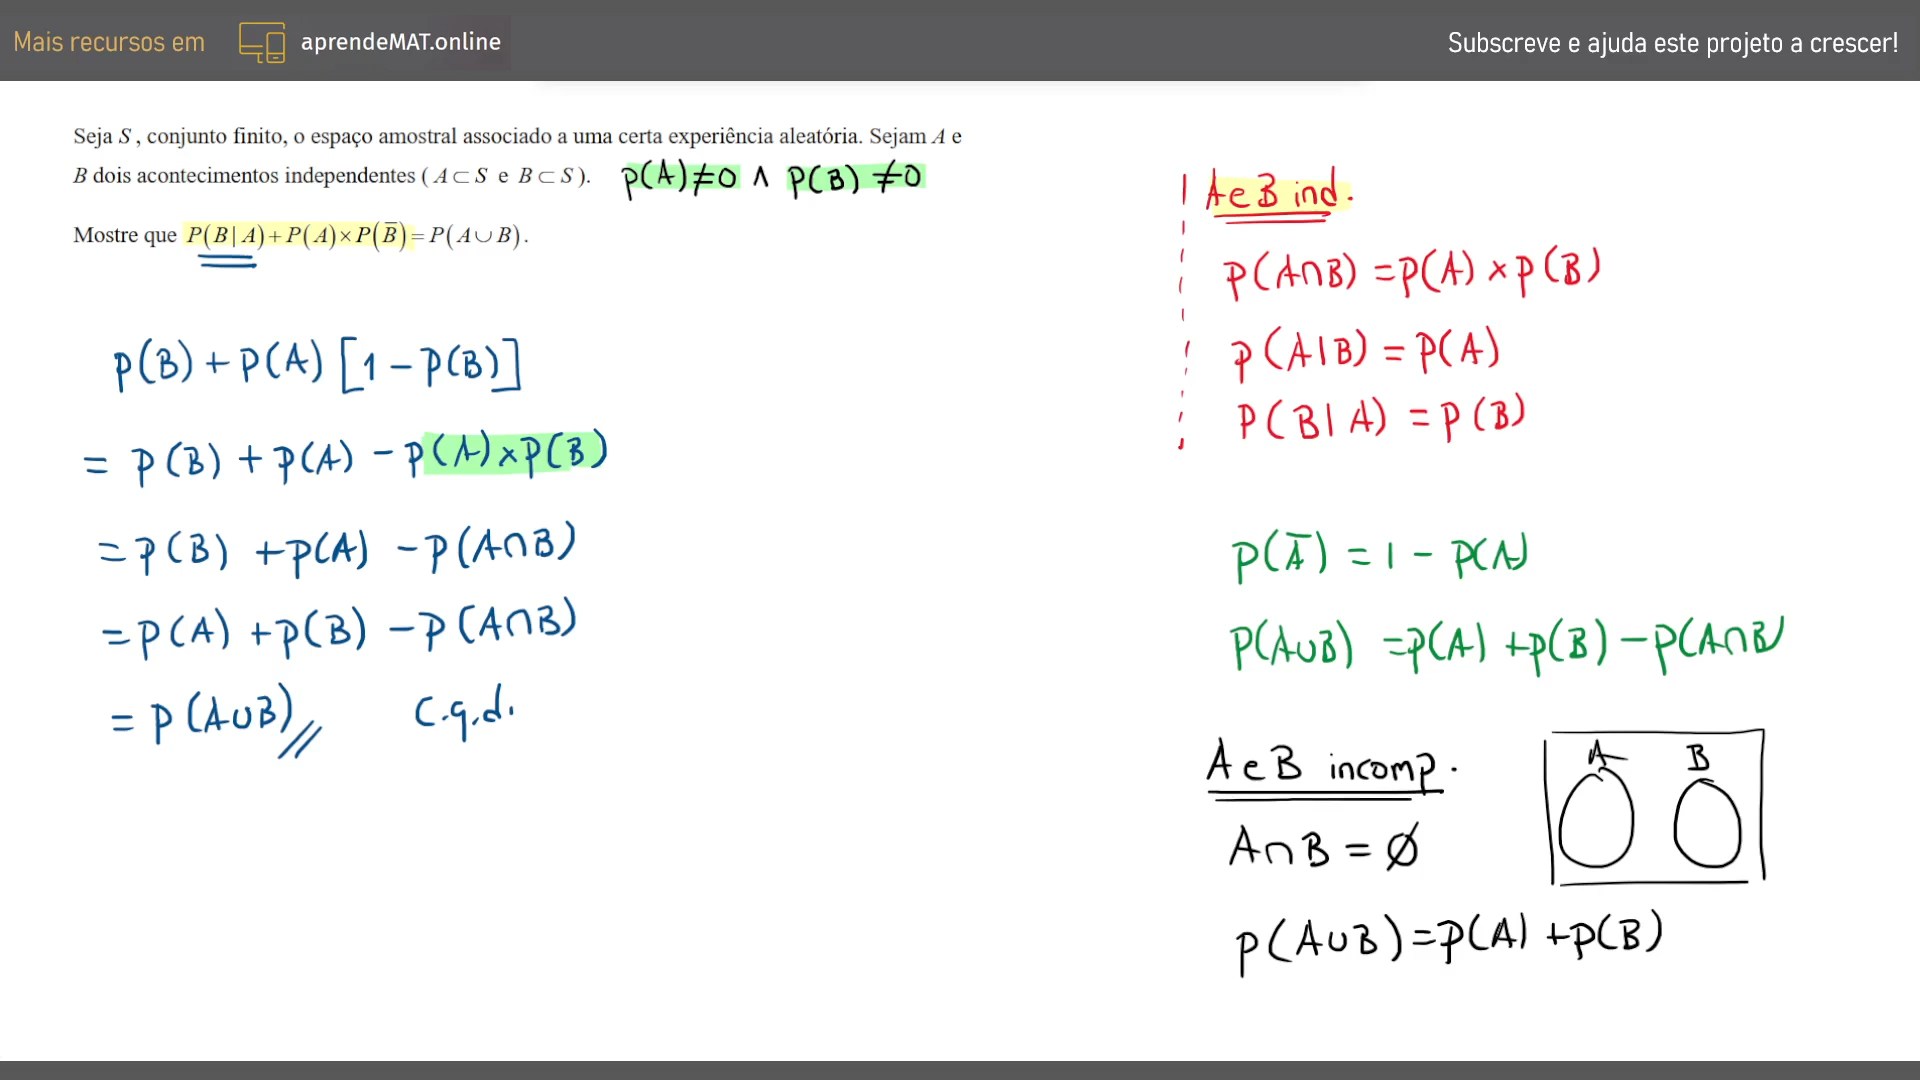 Mais recursos em aprendeMAT.online
Subscreve e ajuda este projeto a crescer!
Seja S, conjunto finito, o espaço amostral associado a uma certa experiência aleatória. Sejam A e
B dois acontecimentos independentes ( A ⊂ S e B ⊂ S ). P(A)≠0 ∧ P(B)≠0
Mostre que P(B|A)+P(A)×P(B̅)=P(A∪B).
P(B)+P(A)[1-P(B)]
= P(B)+P(A)-P(A)×P(B)
=P(B)+P(A)-P(A∩B)
=P(A)+P(B)-P(A∩B)
= P(A∪B)// c.q.d.
A e B ind.
P(A∩B)=P(A)×P(B)
P(A|B)=P(A)
P(B|A)=P(B)
P(A̅)=1-P(A)
P(A∪B)=P(A)+P(B)-P(A∩B)
A e B incomp.
A∩B=∅
P(A∪B)=P(A)+P(B)
A B